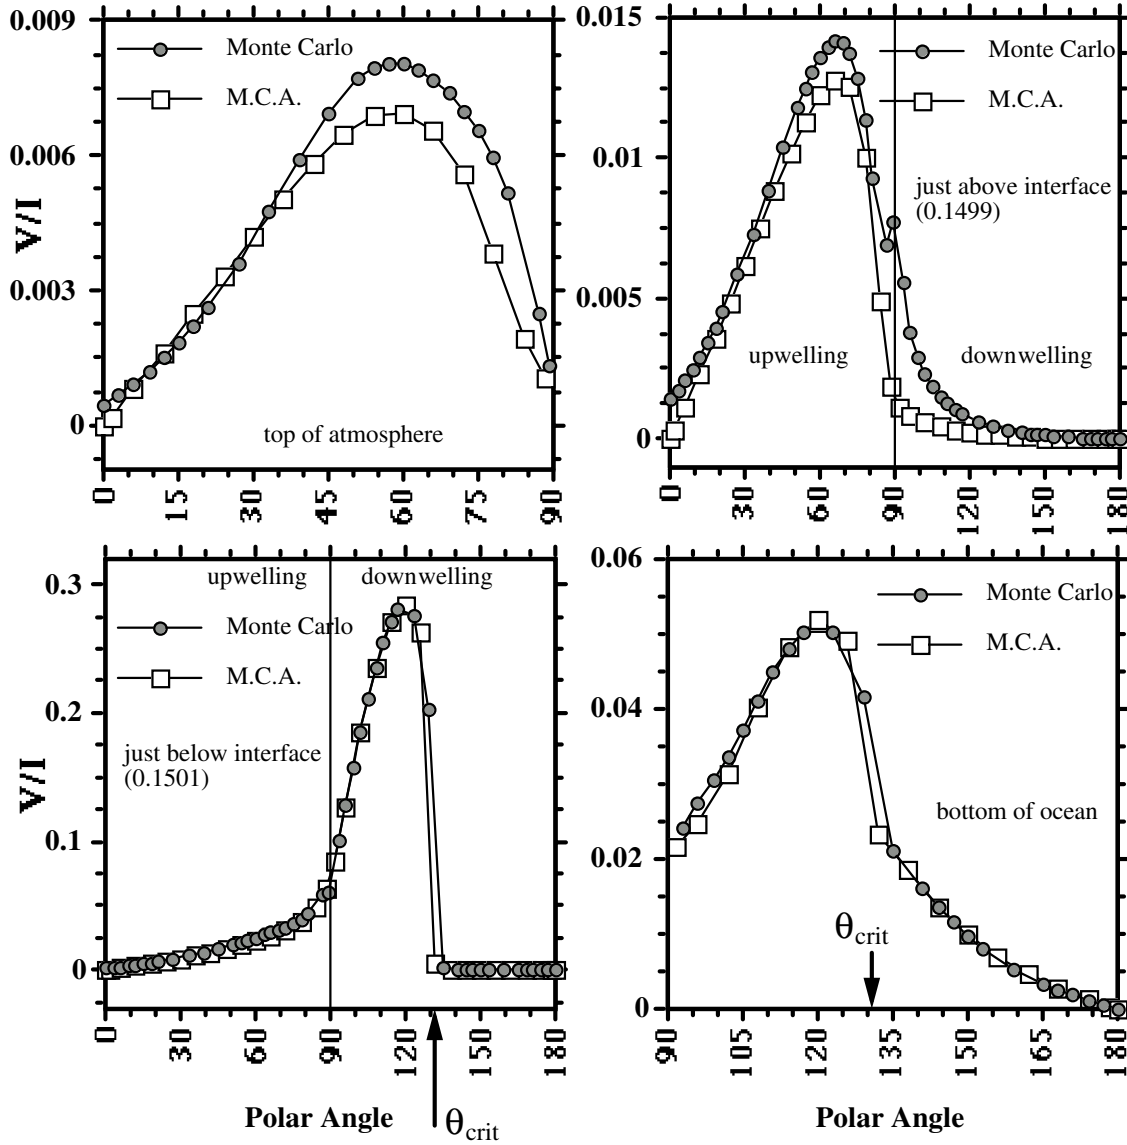 0.009
0.006
0.003
0
V/I
Monte Carlo
M.C.A.
top of atmosphere
0 15 30 45 60 75 90
0.015
0.010
0.005
0
Monte Carlo
M.C.A.
just above interface
(0.1499)
upwelling
downwelling
0 30 60 90 120 150 180
0.3
0.2
0.1
0
V/I
upwelling
downwelling
Monte Carlo
M.C.A.
just below interface
(0.1501)
0 30 60 90 120 150 180
Polar Angle
θcrit
0.06
0.04
0.02
0
Monte Carlo
M.C.A.
bottom of ocean
θcrit
90 105 120 135 150 165 180
Polar Angle